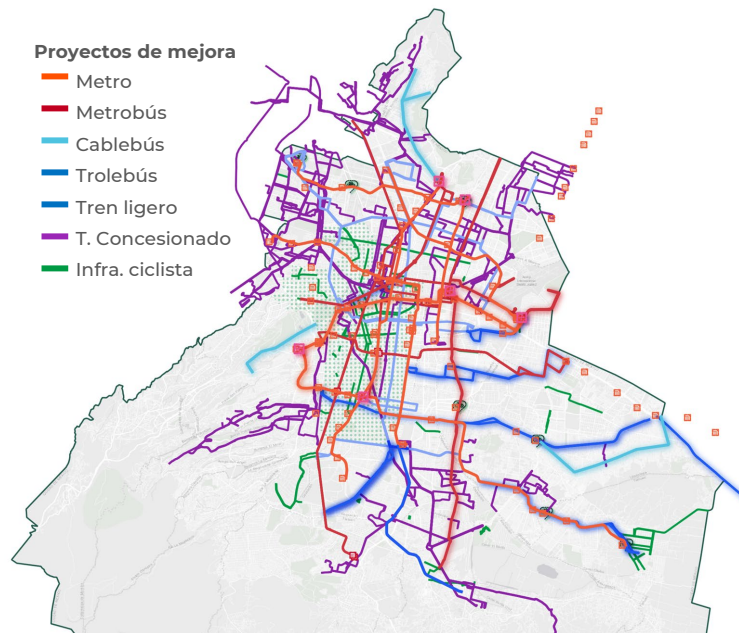 Proyectos de mejora
Metro
Metrobús
Cablebús
Trolebús
Tren ligero
T. Concesionado
Infra. ciclista